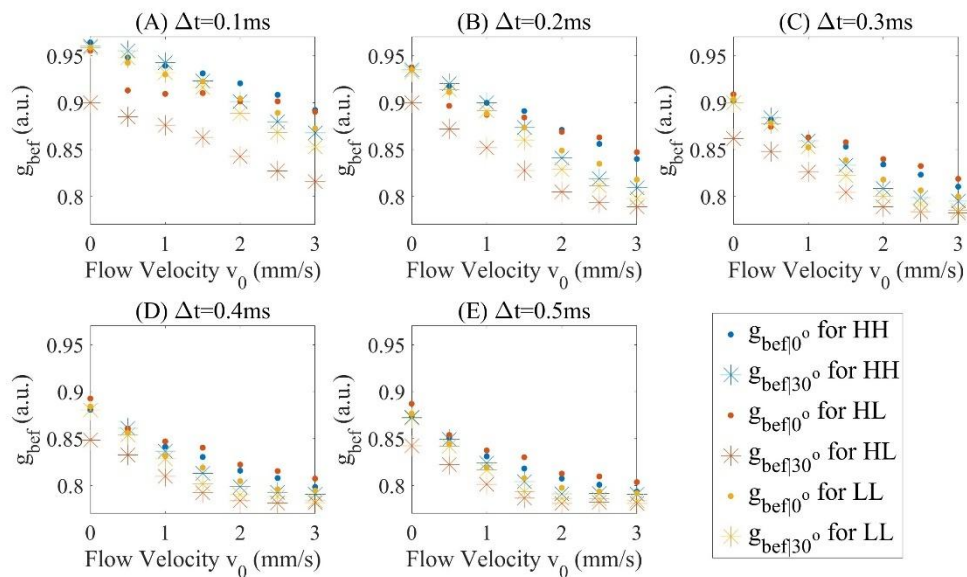 (A) Δt=0.1ms
(B) Δt=0.2ms
(C) Δt=0.3ms
g_bef (a.u.)
0.95
0.9
0.85
0.8
0 1 2 3
Flow Velocity v_0 (mm/s)
g_bef (a.u.)
0.95
0.9
0.85
0.8
0 1 2 3
Flow Velocity v_0 (mm/s)
g_bef (a.u.)
0.95
0.9
0.85
0.8
0 1 2 3
Flow Velocity v_0 (mm/s)
(D) Δt=0.4ms
(E) Δt=0.5ms
g_bef (a.u.)
0.95
0.9
0.85
0.8
0 1 2 3
Flow Velocity v_0 (mm/s)
g_bef (a.u.)
0.95
0.9
0.85
0.8
0 1 2 3
Flow Velocity v_0 (mm/s)
g_bef|0° for HH
g_bef|30° for HH
g_bef|0° for HL
g_bef|30° for HL
g_bef|0° for LL
g_bef|30° for LL